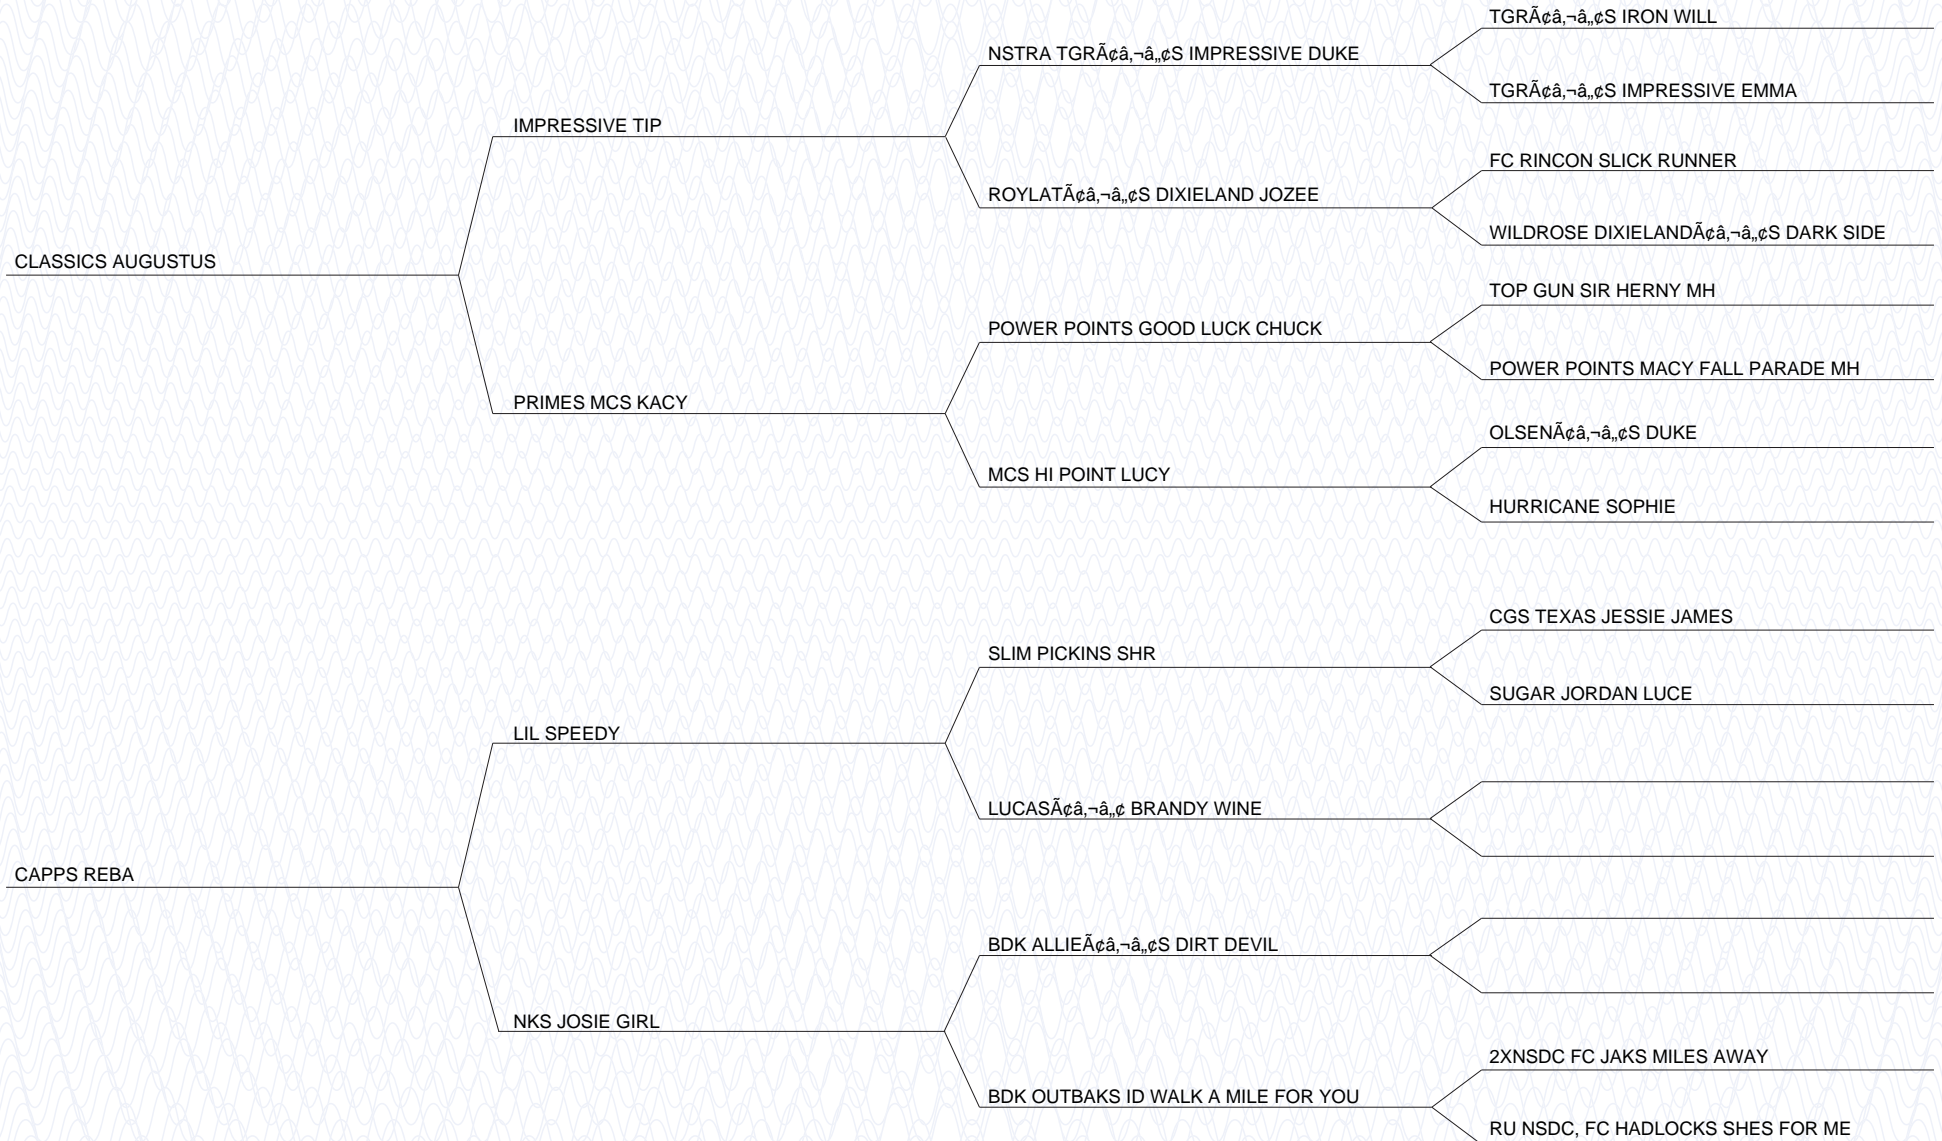 TGRÃ¢â‚¬â„¢S IRON WILL
NSTRA TGRÃ¢â‚¬â„¢S IMPRESSIVE DUKE
TGRÃ¢â‚¬â„¢S IMPRESSIVE EMMA
IMPRESSIVE TIP
FC RINCON SLICK RUNNER
ROYLATÃ¢â‚¬â„¢S DIXIELAND JOZEE
WILDROSE DIXIELANDÃ¢â‚¬â„¢S DARK SIDE
CLASSICS AUGUSTUS
TOP GUN SIR HERNY MH
POWER POINTS GOOD LUCK CHUCK
POWER POINTS MACY FALL PARADE MH
PRIMES MCS KACY
OLSENÃ¢â‚¬â„¢S DUKE
MCS HI POINT LUCY
HURRICANE SOPHIE
CGS TEXAS JESSIE JAMES
SLIM PICKINS SHR
SUGAR JORDAN LUCE
LIL SPEEDY
LUCASÃ¢â‚¬â„¢ BRANDY WINE
CAPPS REBA
BDK ALLIEÃ¢â‚¬â„¢S DIRT DEVIL
NKS JOSIE GIRL
2XNSDC FC JAKS MILES AWAY
BDK OUTBAKS ID WALK A MILE FOR YOU
RU NSDC, FC HADLOCKS SHES FOR ME